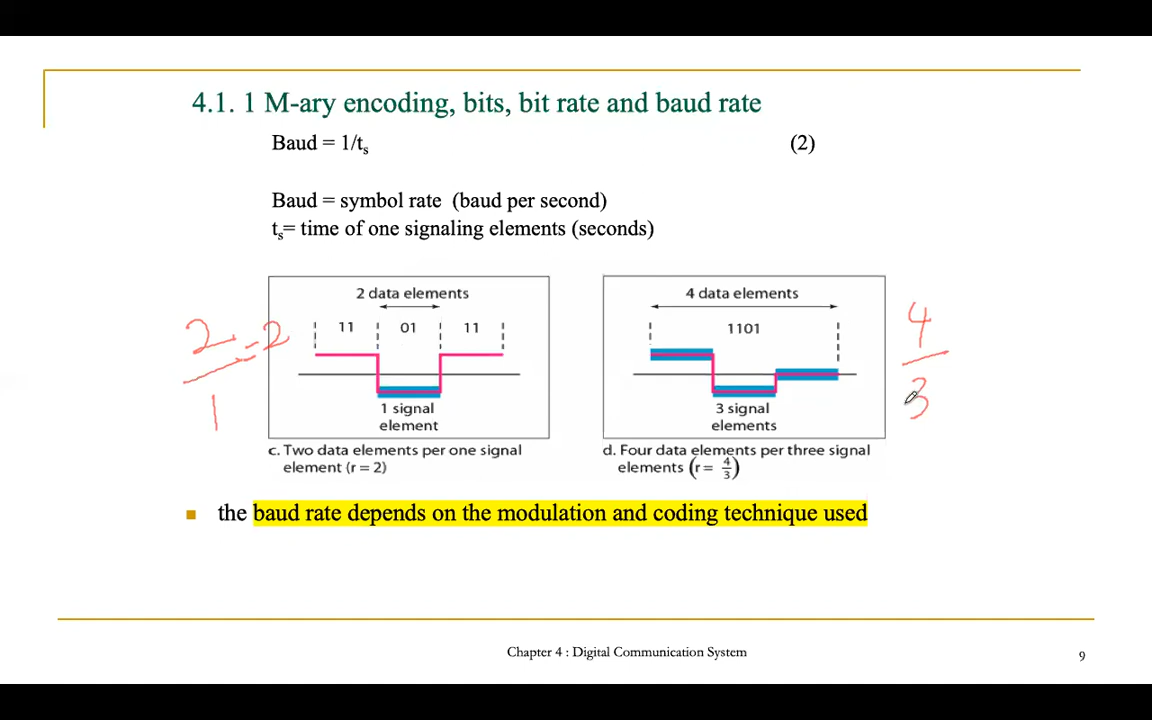 4.1. 1 M-ary encoding, bits, bit rate and baud rate
Baud = 1/ts (2)
Baud = symbol rate (baud per second)
ts= time of one signaling elements (seconds)
2 data elements
11 01 11
1 signal
element
c. Two data elements per one signal
element (r = 2)
2/1 = 2
4 data elements
1101
3 signal
elements
d. Four data elements per three signal
elements (r = 4/3)
4/3
■ the baud rate depends on the modulation and coding technique used
Chapter 4 : Digital Communication System
9